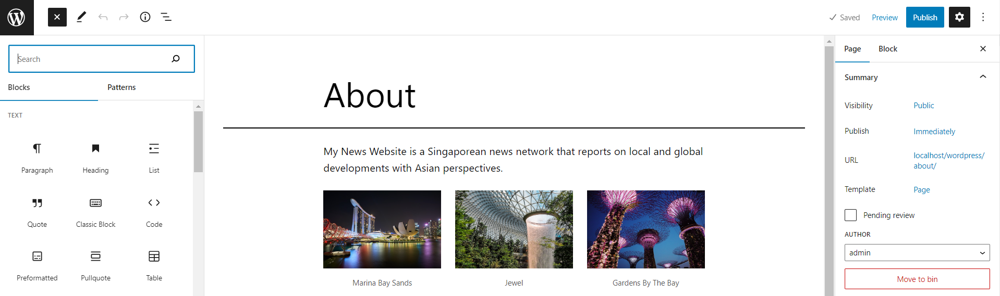 Saved
Preview
Publish
Search
Blocks
Patterns
TEXT
Paragraph
Heading
List
Quote
Classic Block
Code
Preformatted
Pullquote
Table
About
My News Website is a Singaporean news network that reports on local and global
developments with Asian perspectives.
Marina Bay Sands
Jewel
Gardens By The Bay
Page
Block
Summary
Visibility
Public
Publish
Immediately
URL
localhost/wordpress/
about/
Template
Page
Pending review
AUTHOR
admin
Move to bin